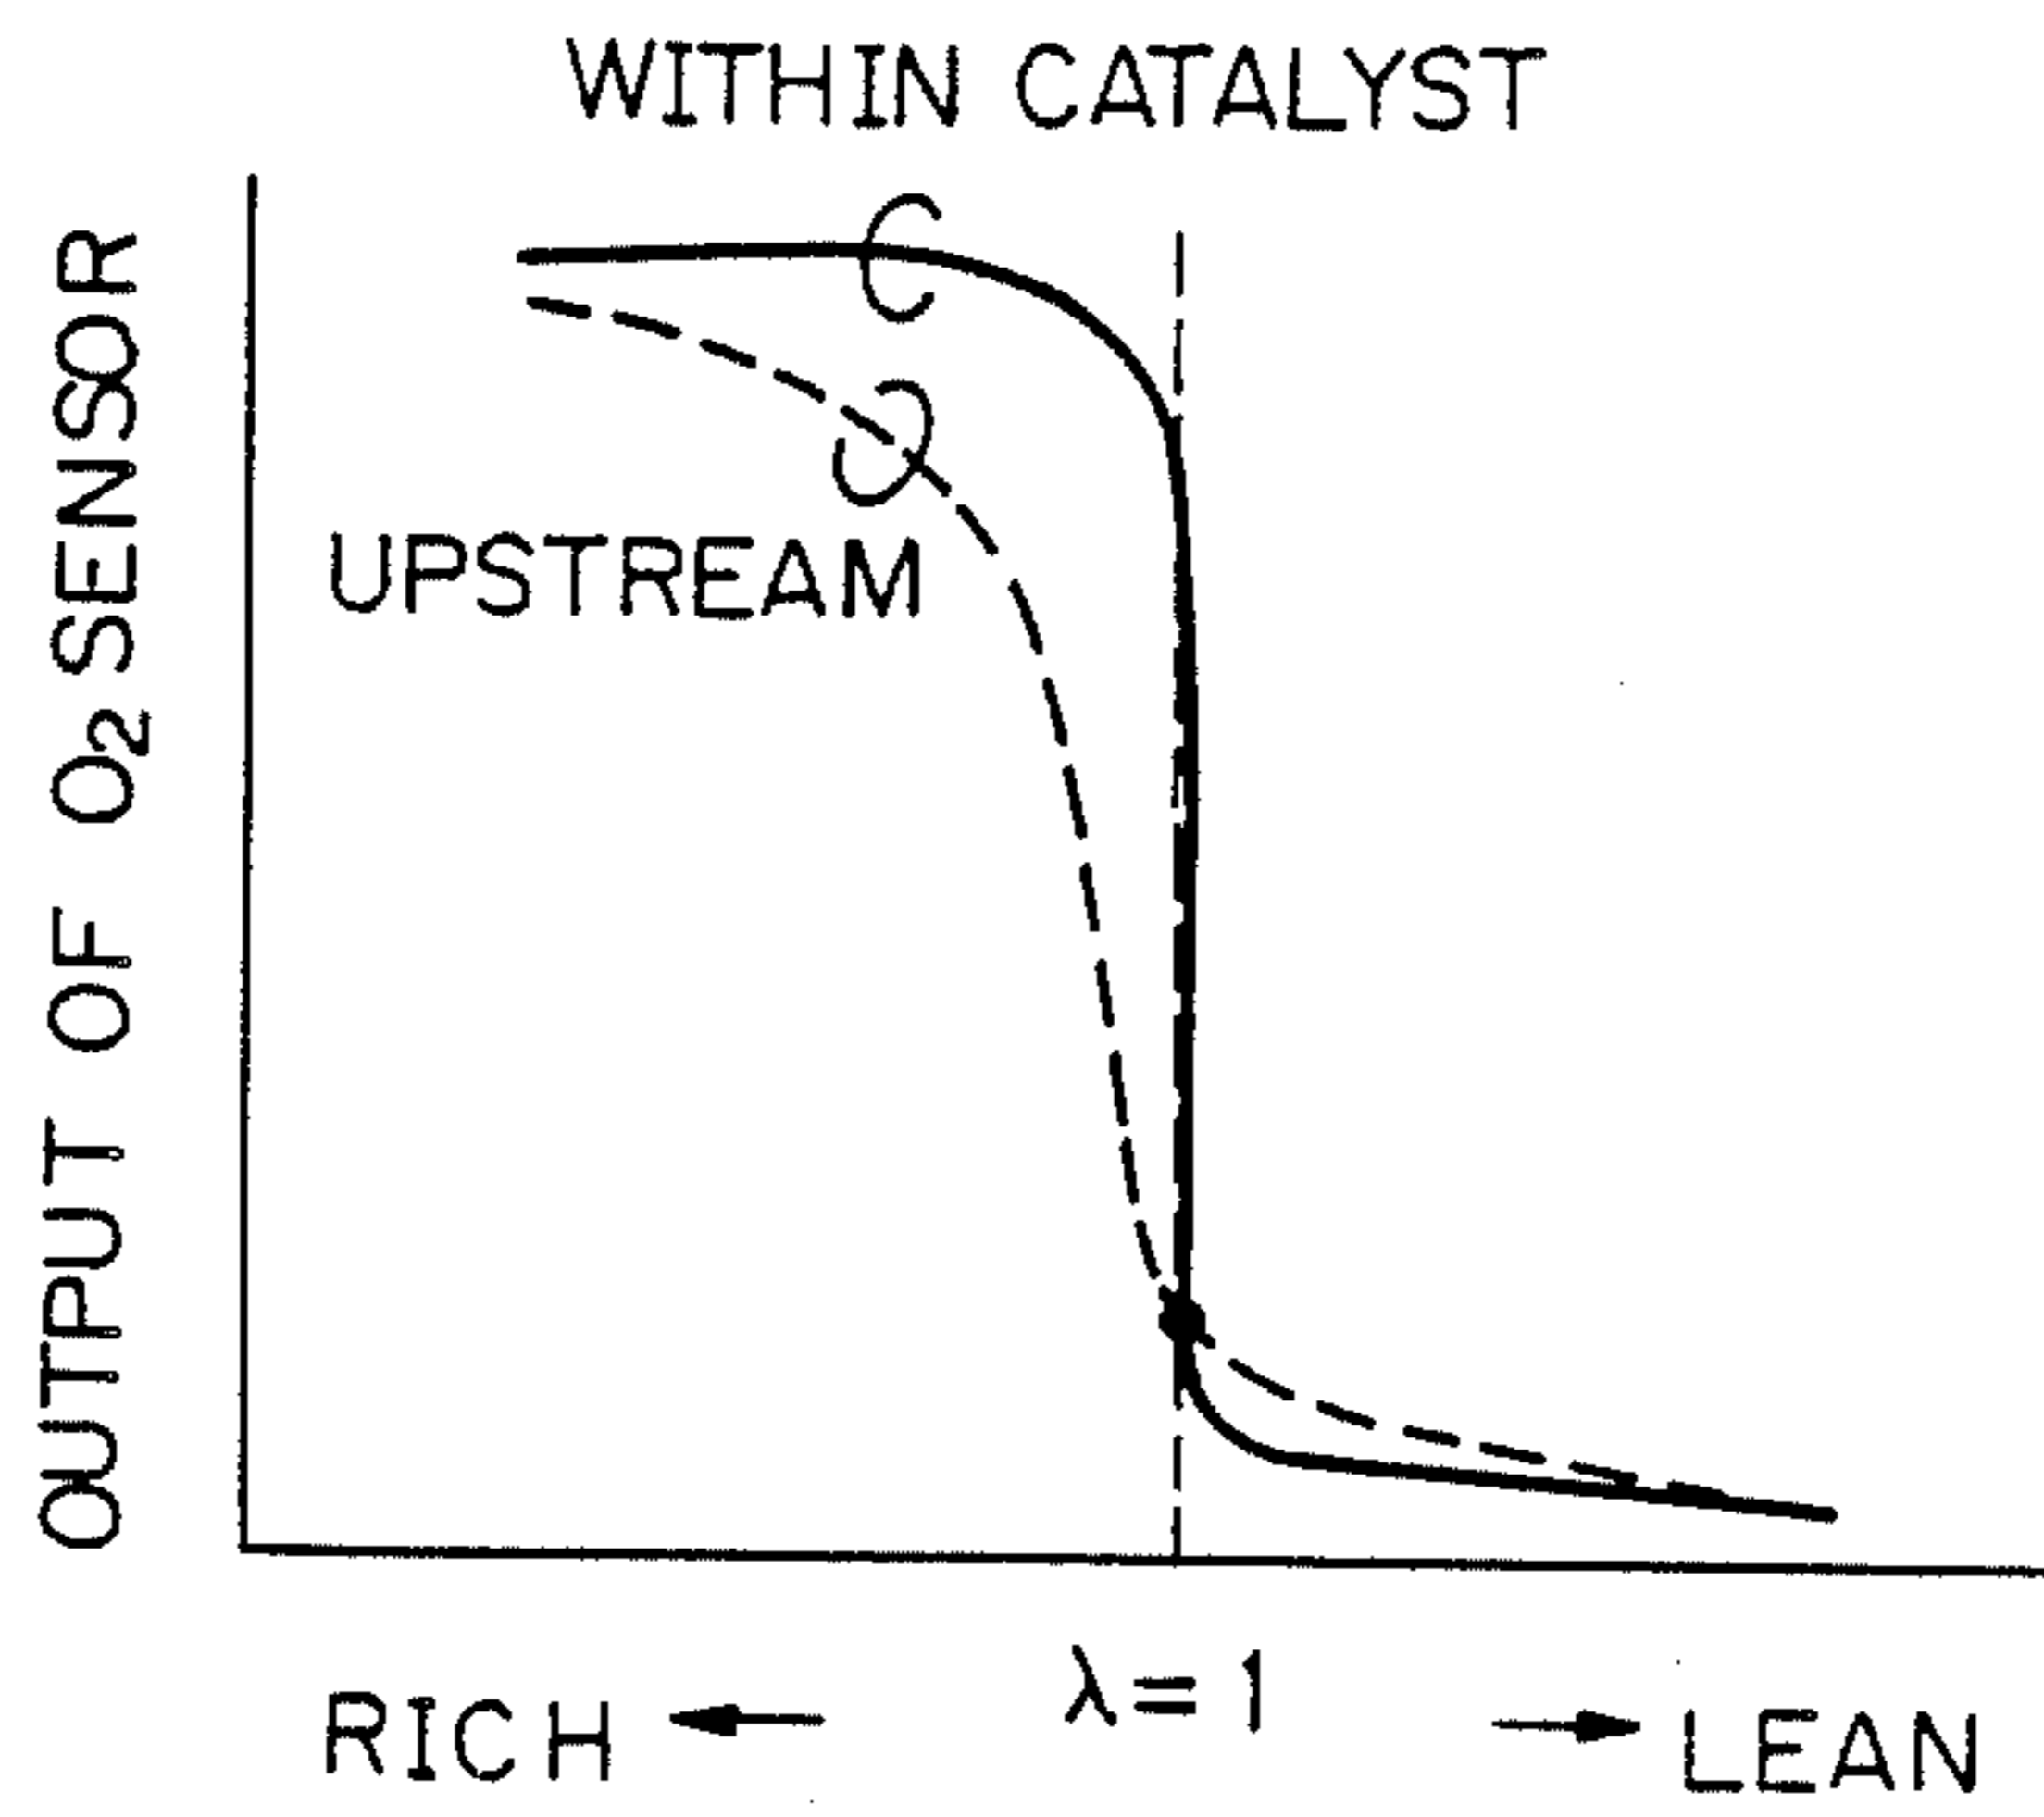 WITHIN CATALYST
OUTPUT OF O₂ SENSOR
UPSTREAM
λ=1
RICH
LEAN